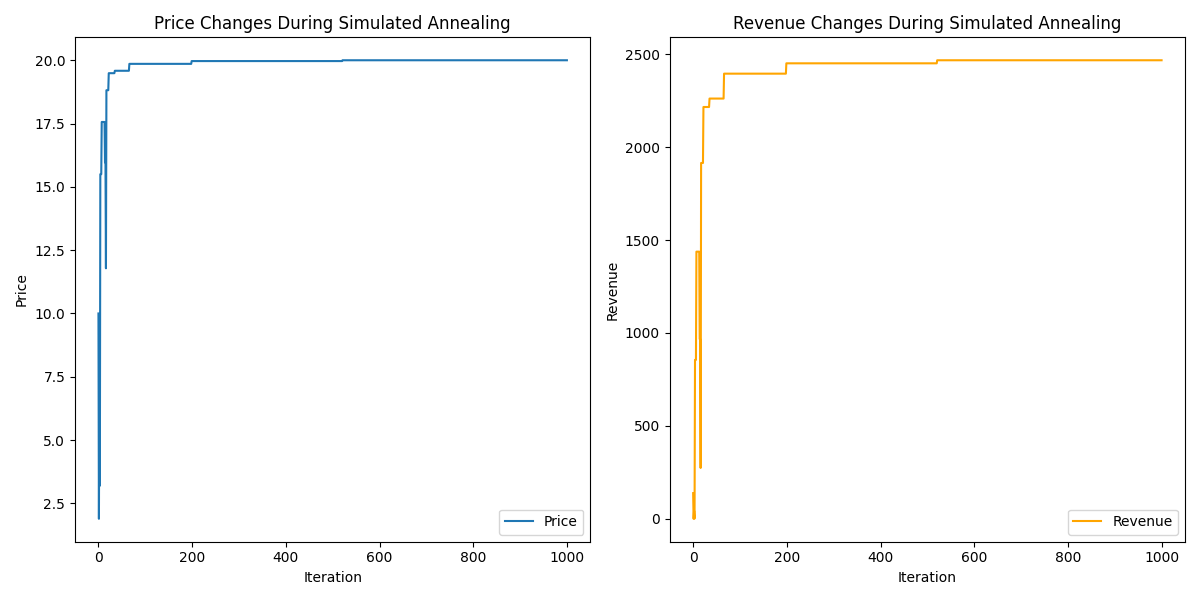 Price Changes During Simulated Annealing
20.0
17.5
15.0
12.5
10.0
7.5
5.0
2.5
Price
0 200 400 600 800 1000
Iteration
Price
Revenue Changes During Simulated Annealing
2500
2000
1500
1000
500
0
Revenue
0 200 400 600 800 1000
Iteration
Revenue